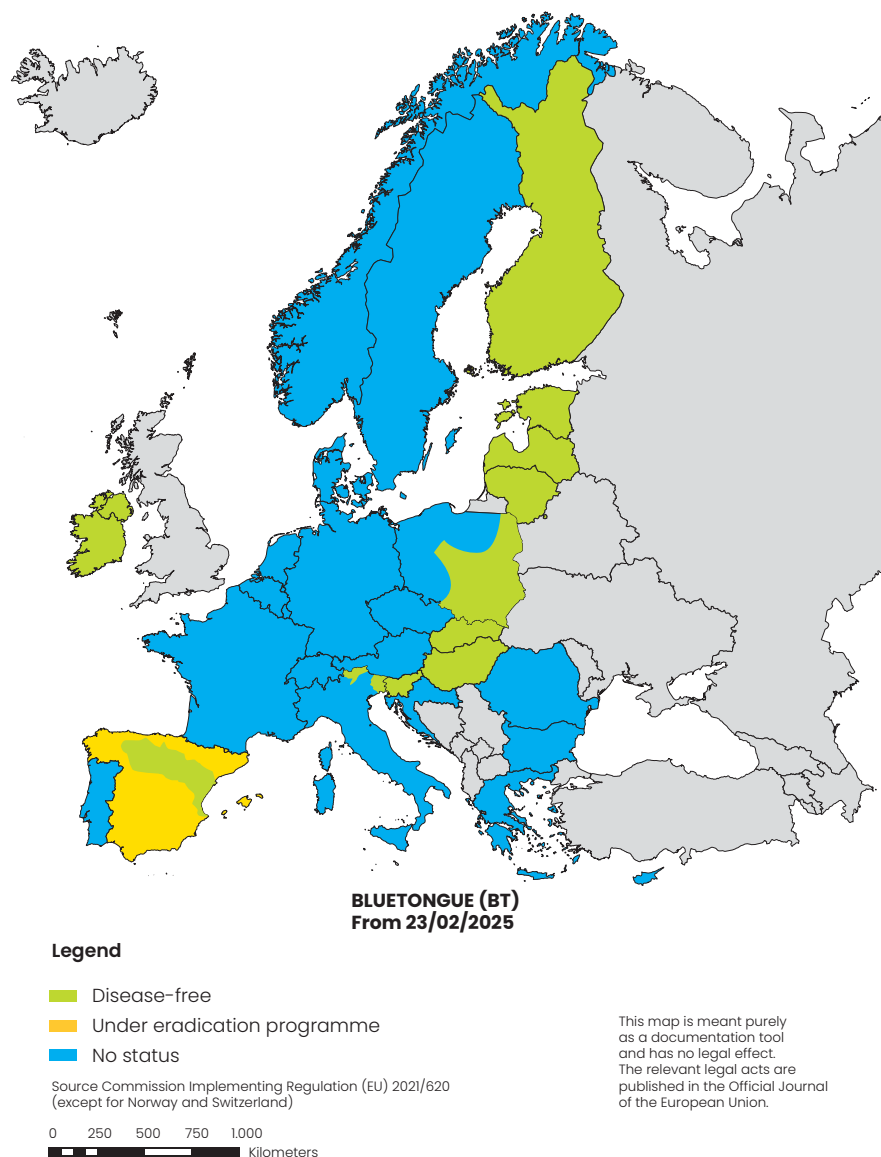 BLUETONGUE (BT)
From 23/02/2025
Legend
Disease-free
Under eradication programme
No status
Source Commission Implementing Regulation (EU) 2021/620
(except for Norway and Switzerland)
0 250 500 750 1.000
Kilometers
This map is meant purely
as a documentation tool
and has no legal effect.
The relevant legal acts are
published in the Official Journal
of the European Union.